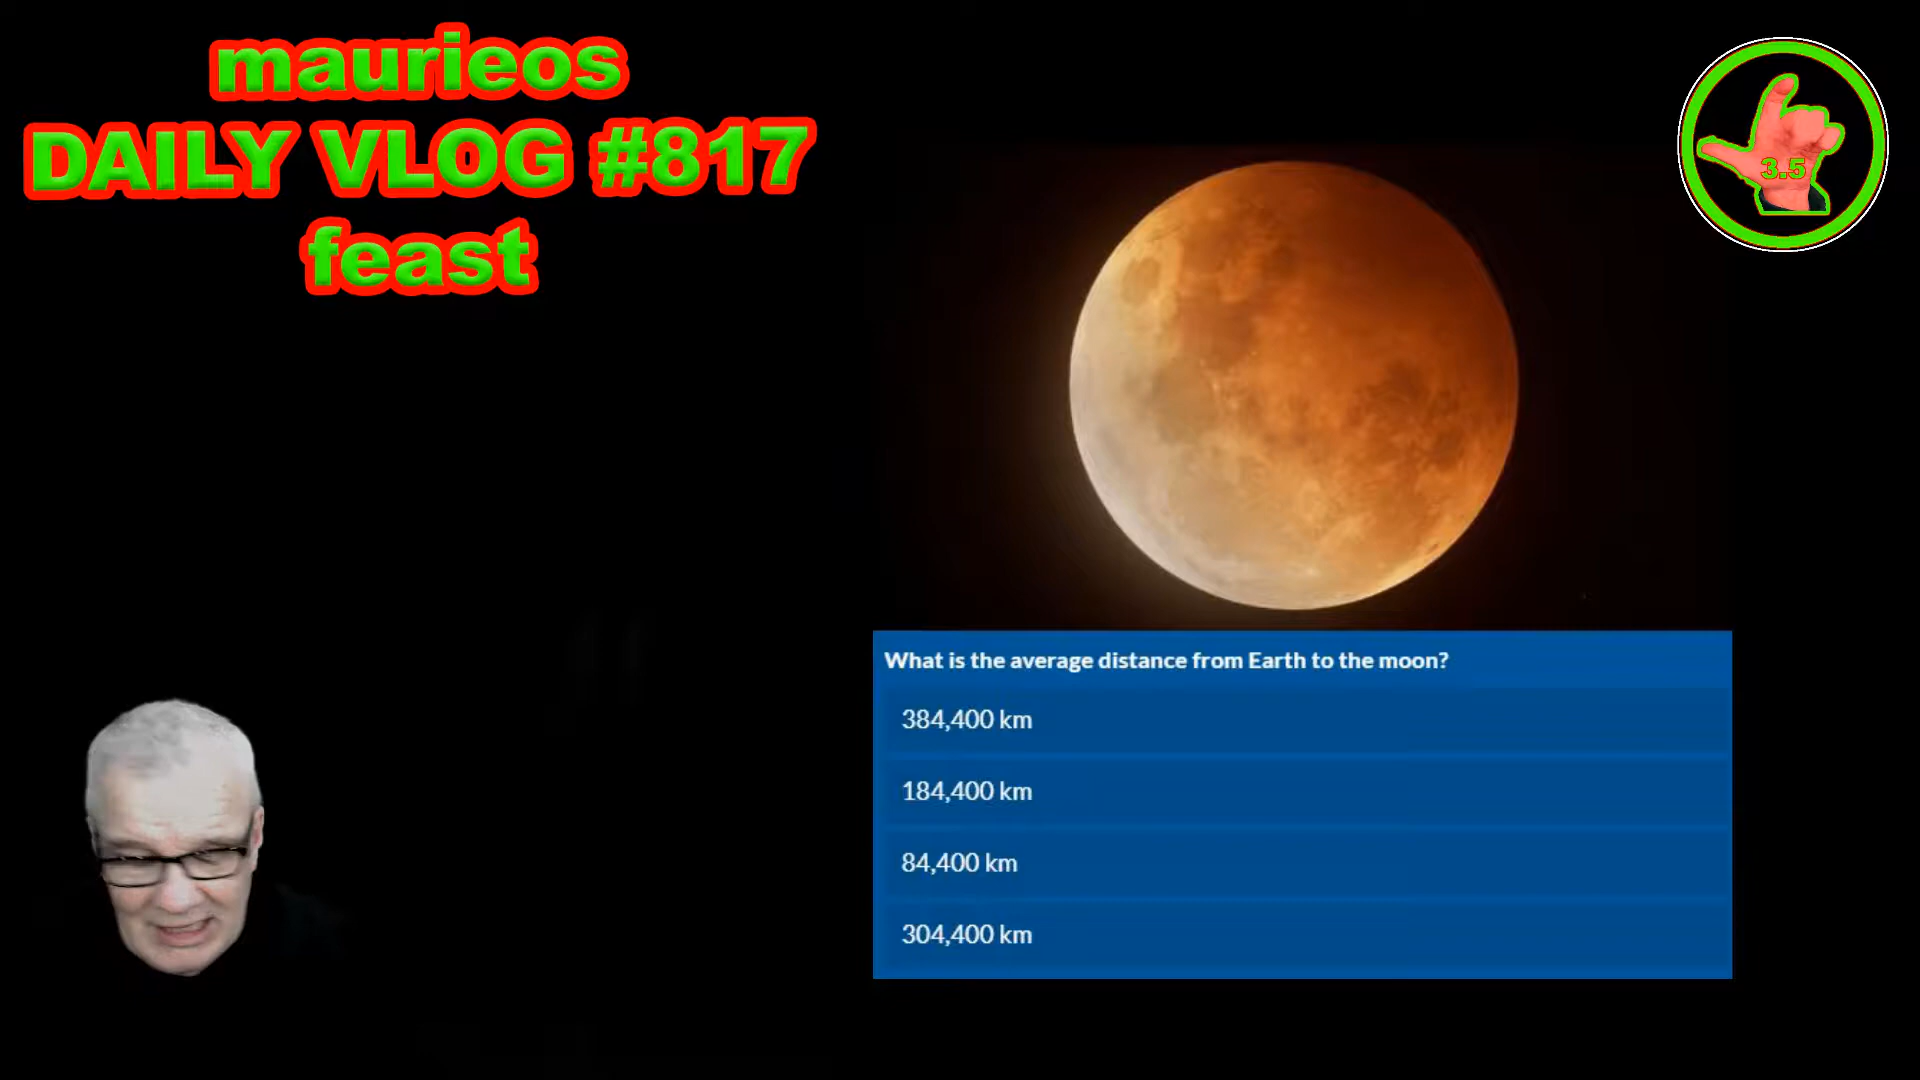 maurieos
DAILY VLOG #817
feast
3.5
What is the average distance from Earth to the moon?
384,400 km
184,400 km
84,400 km
304,400 km